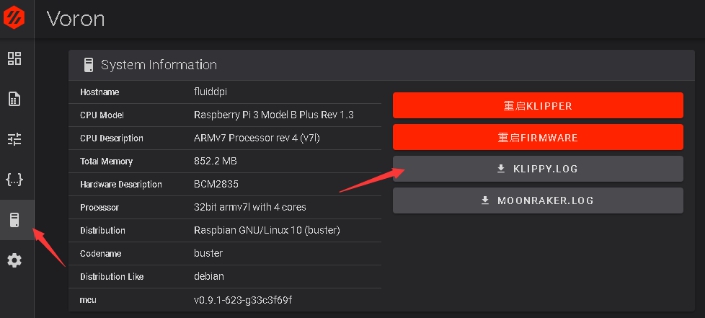 Voron
System Information
Hostname fluiddpi
CPU Model Raspberry Pi 3 Model B Plus Rev 1.3
CPU Description ARMv7 Processor rev 4 (v7l)
Total Memory 852.2 MB
Hardware Description BCM2835
Processor 32bit armv7l with 4 cores
Distribution Raspbian GNU/Linux 10 (buster)
Codename buster
Distribution Like debian
mcu v0.9.1-623-g33c3f69f
重启KLIPPER
重启FIRMWARE
KLIPPY.LOG
MOONRAKER.LOG